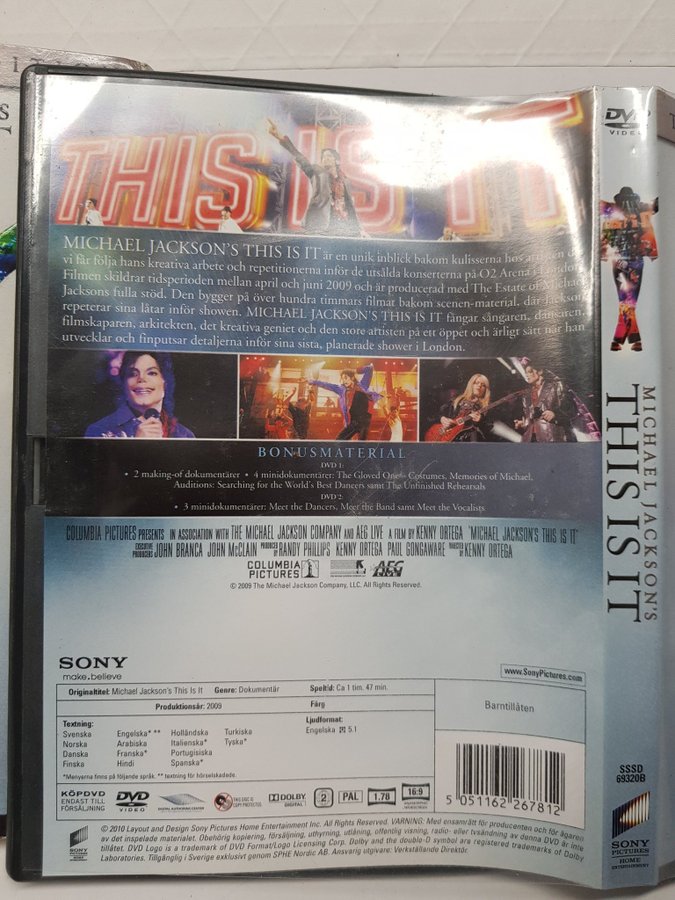 THIS IS IT
MICHAEL JACKSON'S THIS IS IT är en unik inblick bakom kulisserna hos
vi får följa hans kreativa arbete och repetitionerna inför de utsålda konserterna på O2 Arena i London.
Filmen skildrar tidsperioden mellan april och juni 2009 och är producerad med The Estate of Michael
Jacksons fulla stöd. Den bygger på över hundra timmars filmat bakom scenen-material, där Jackson
repeterar sina låtar inför showen. MICHAEL JACKSON'S THIS IS IT fångar sångaren, dansaren,
filmskaparen, arkitekten, det kreativa geniet och den store artisten på ett öppet och ärligt sätt när han
utvecklar och finputsar detaljerna inför sina sista, planerade shower i London.
BONUSMATERIAL
DVD 1:
• 2 making-of dokumentärer • 4 minidokumentärer: The Gloved One – Costumes, Memories of Michael,
Auditions: Searching for the World's Best Dancers samt The Unfinished Rehearsals
DVD 2:
• 3 minidokumentärer: Meet the Dancers, Meet the Band samt Meet the Vocalists
COLUMBIA PICTURES PRESENTS IN ASSOCIATION WITH THE MICHAEL JACKSON COMPANY AND AEG LIVE A FILM BY KENNY ORTEGA "MICHAEL JACKSON'S THIS IS IT"
EXECUTIVE PRODUCERS JOHN BRANCA JOHN McCLAIN PRODUCED BY RANDY PHILLIPS KENNY ORTEGA PAUL GONGAWARE DIRECTED BY KENNY ORTEGA
COLUMBIA PICTURES AEG
© 2009 The Michael Jackson Company, LLC. All Rights Reserved.
SONY
make.believe
www.SonyPictures.com
Originaltitel: Michael Jackson's This Is It Genre: Dokumentär Speltid: Ca 1 tim. 47 min.
Produktionsår: 2009 Färg
Textning: Ljudformat:
Svenska Engelska* ** Holländska Turkiska Engelska 5.1
Norska Arabiska Italienska* Tyska*
Danska Franska* Portugisiska
Finska Hindi Spanska*
*Menyerna finns på följande språk. ** textning för hörselskadade.
Barntillåten
5 051162 267812
KÖPDVD
ENDAST TILL
FÖRSÄLJNING
DVD VIDEO
DOLBY DIGITAL 2 PAL 1.78 16:9
© 2010 Layout and Design Sony Pictures Home Entertainment Inc. All Rights Reserved. VARNING: Med ensamrätt för producenten och för ägaren
av det inspelade materialet. Obehörig kopiering, försäljning, uthyrning, utlåning, offentlig visning, radio- eller tv-utsändning av denna DVD är inte
tillåten. DVD Logo is a trademark of DVD Format/Logo Licensing Corp. Dolby and the double-D symbol are registered trademarks of Dolby
Laboratories. Tillgänglig i Sverige exklusivt genom SPHE Nordic AB. Ansvarig utgivare: Verkställande Direktör.
SONY
PICTURES
DVD
VIDEO
MICHAEL JACKSON'S
THIS IS IT
SSSD
69320B
SONY
PICTURES
HOME
ENTERTAINMENT